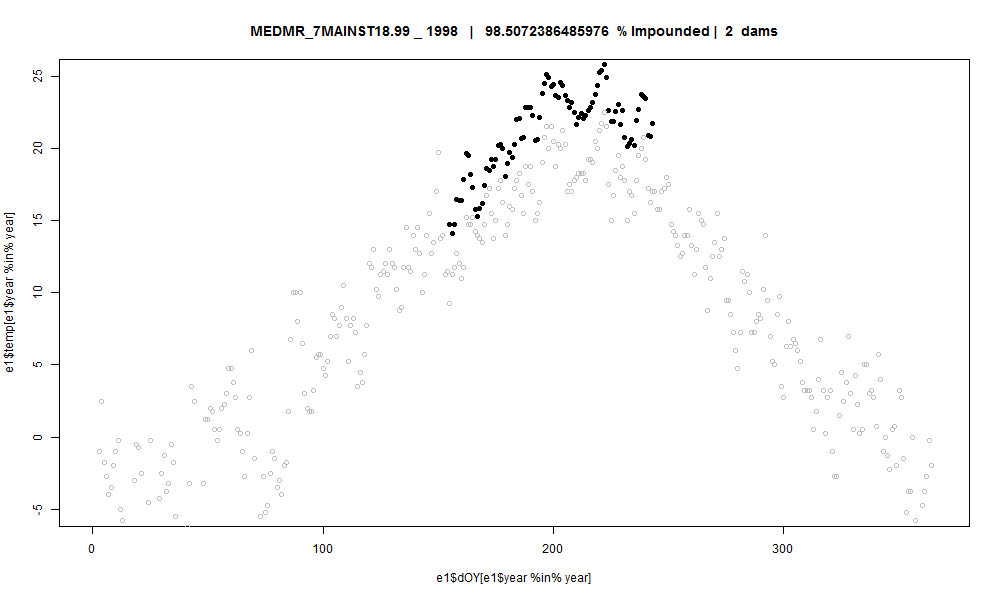 MEDMR_7MAINST18.99 _ 1998 | 98.5072386485976 % Impounded | 2 dams
25
20
15
10
5
0
-5
e1$temp[e1$year %in% year]
0 100 200 300
e1$dOY[e1$year %in% year]